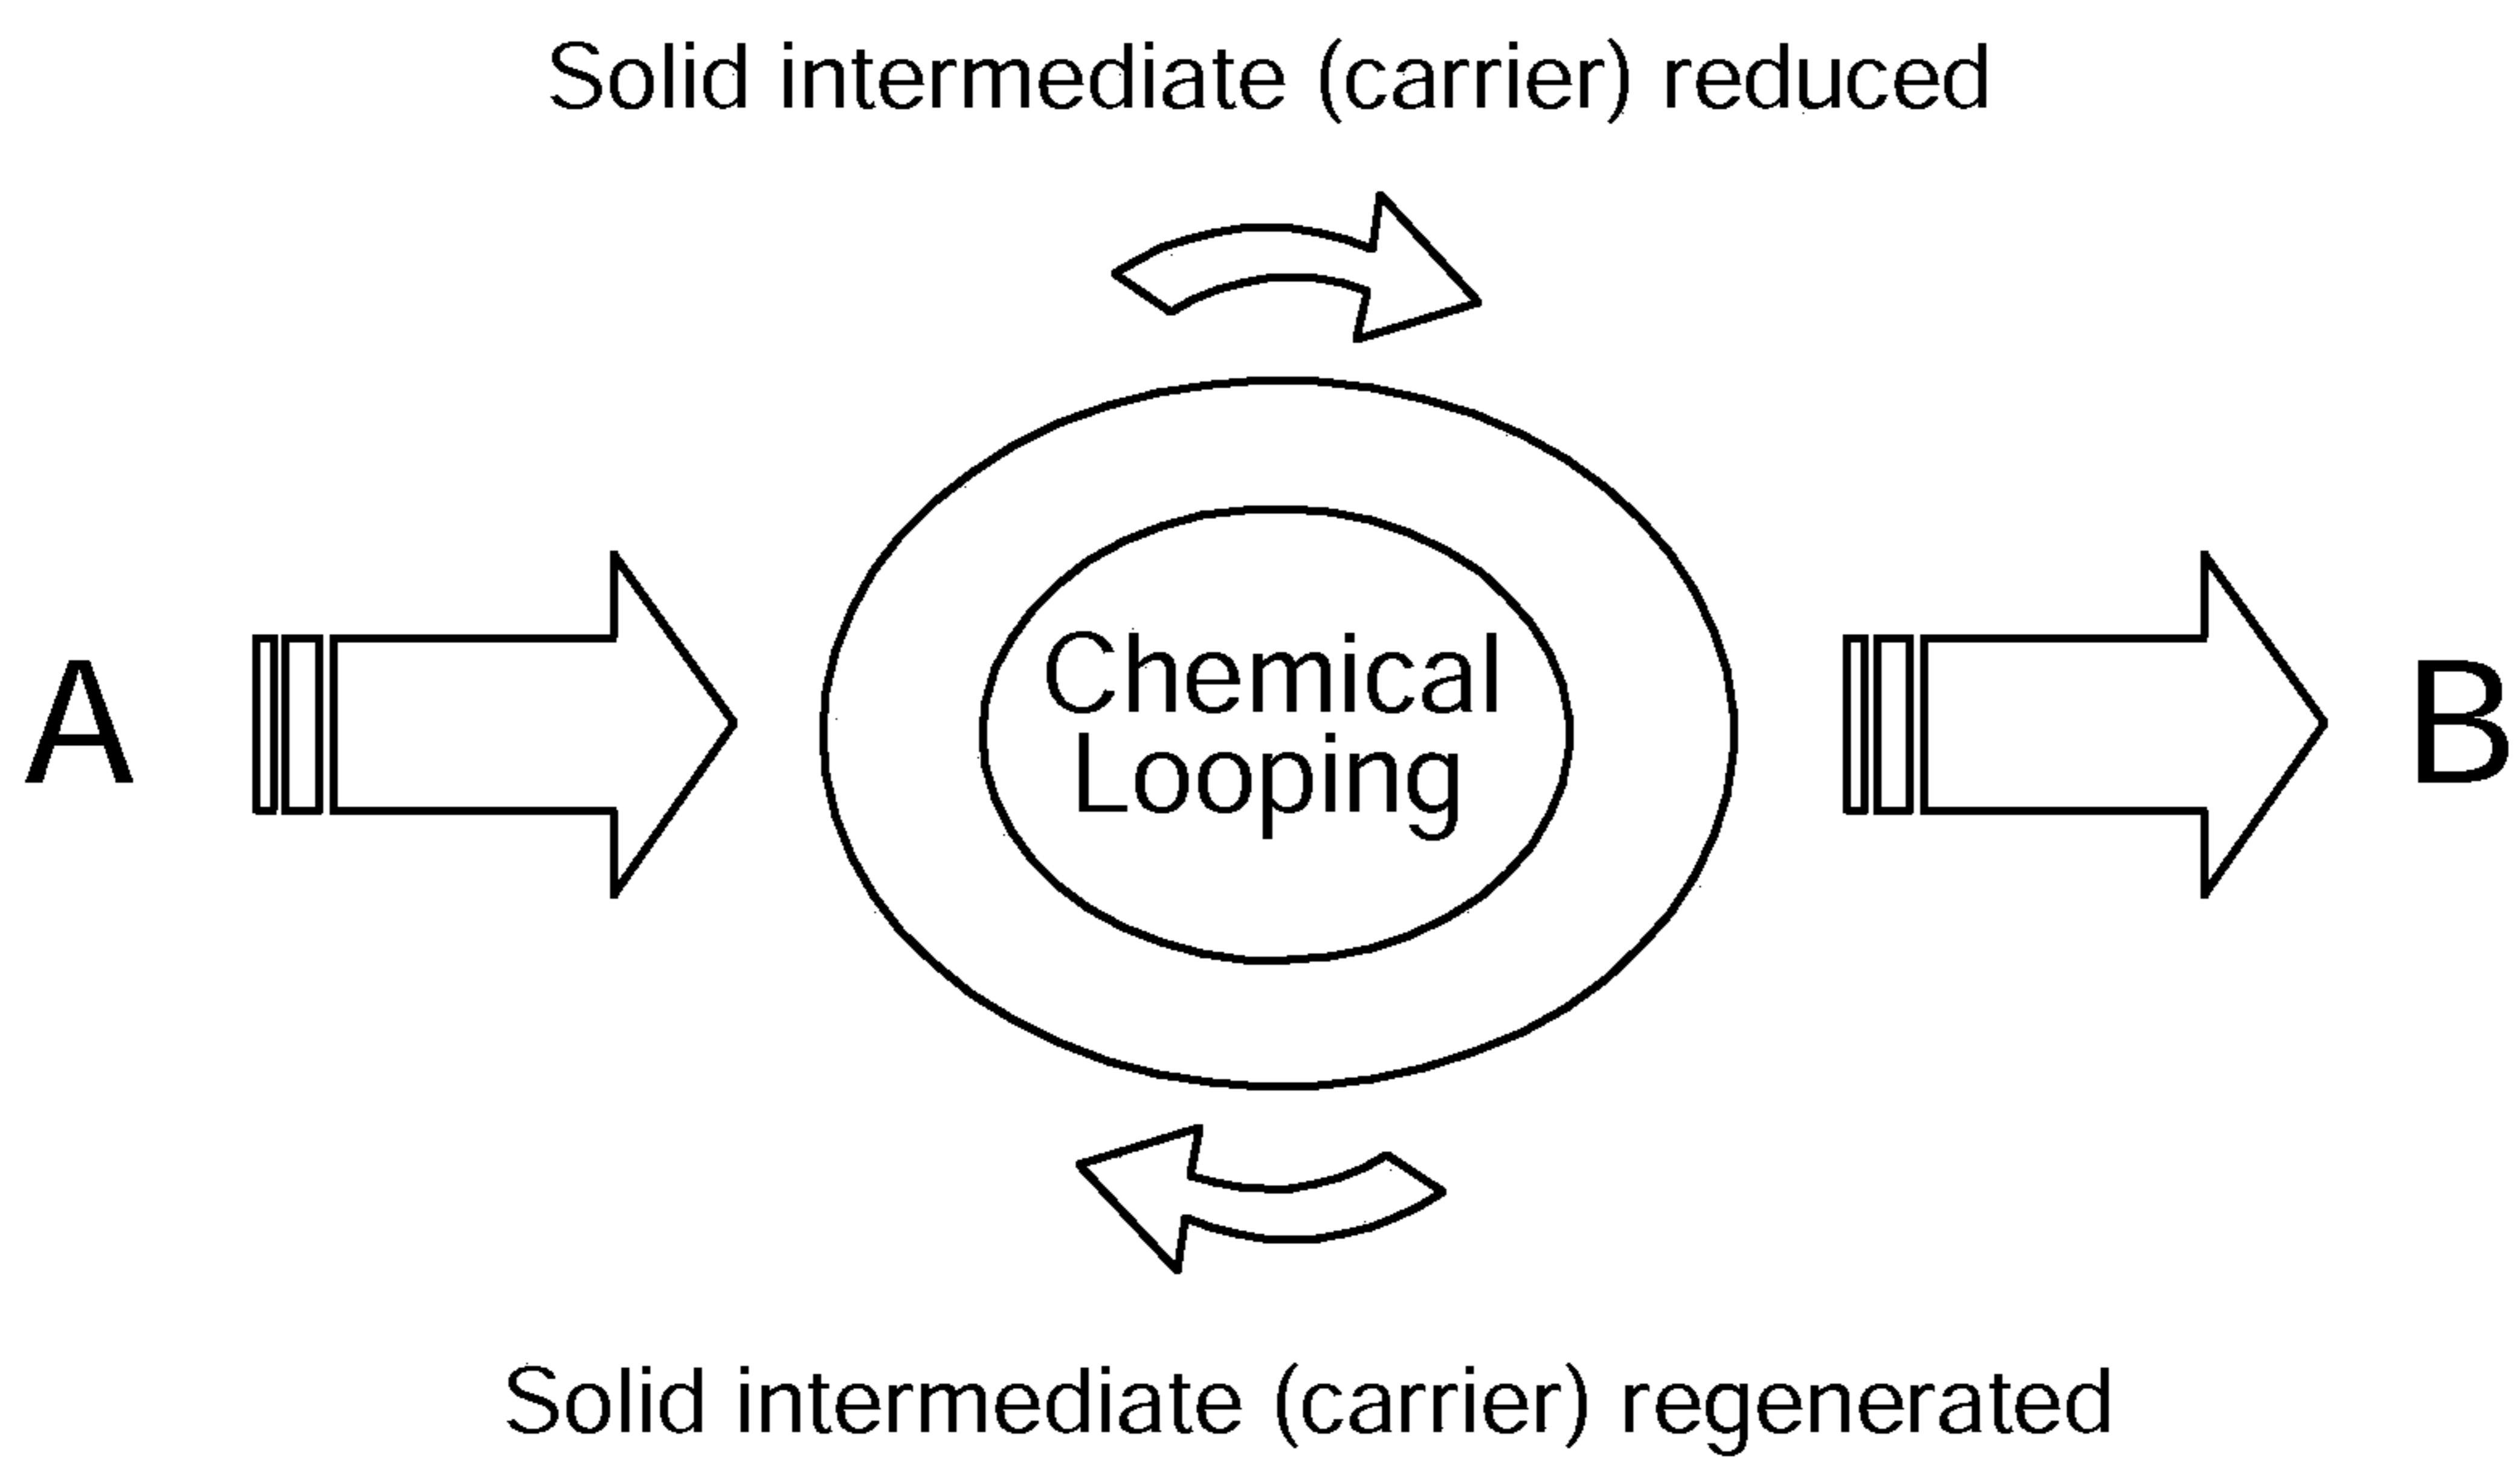 Solid intermediate (carrier) reduced
A
Chemical
Looping
B
Solid intermediate (carrier) regenerated